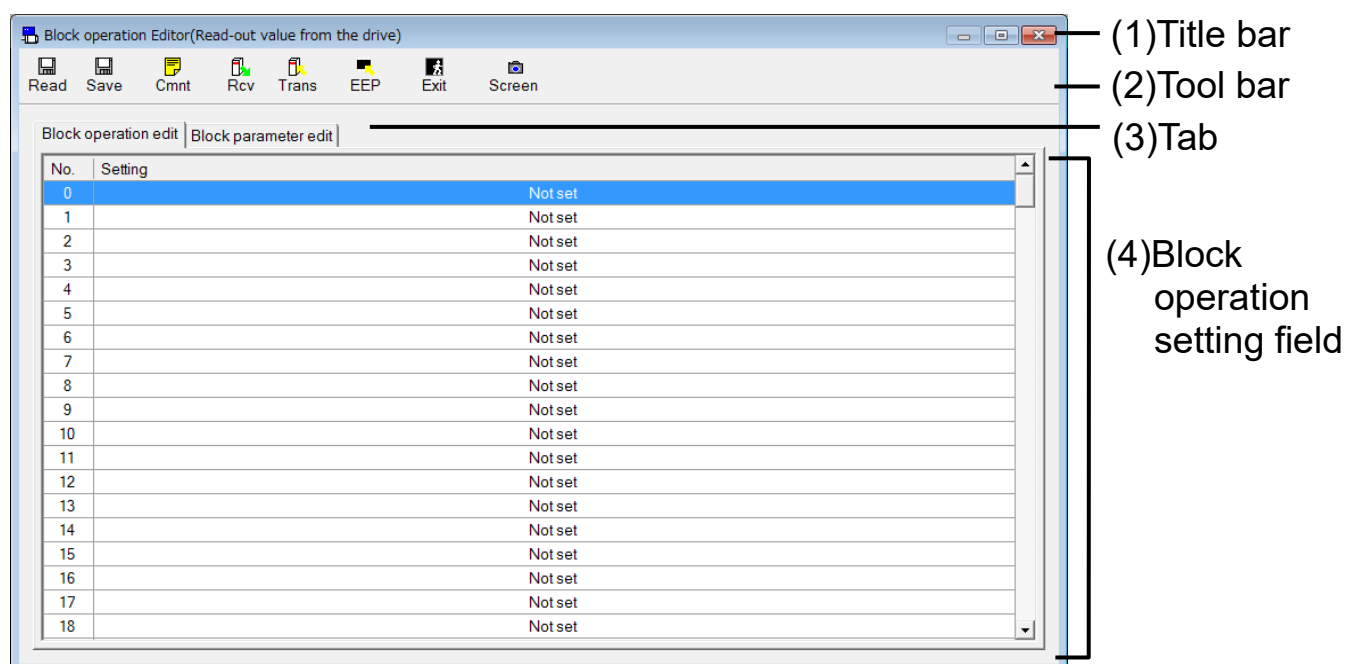 Block operation Editor(Read-out value from the drive)
(1)Title bar
Read Save Cmnt Rcv Trans EEP Exit Screen
(2)Tool bar
Block operation edit Block parameter edit
(3)Tab
No. Setting
0 Not set
1 Not set
2 Not set
3 Not set
4 Not set
5 Not set
6 Not set
7 Not set
8 Not set
9 Not set
10 Not set
11 Not set
12 Not set
13 Not set
14 Not set
15 Not set
16 Not set
17 Not set
18 Not set
(4)Block
operation
setting field